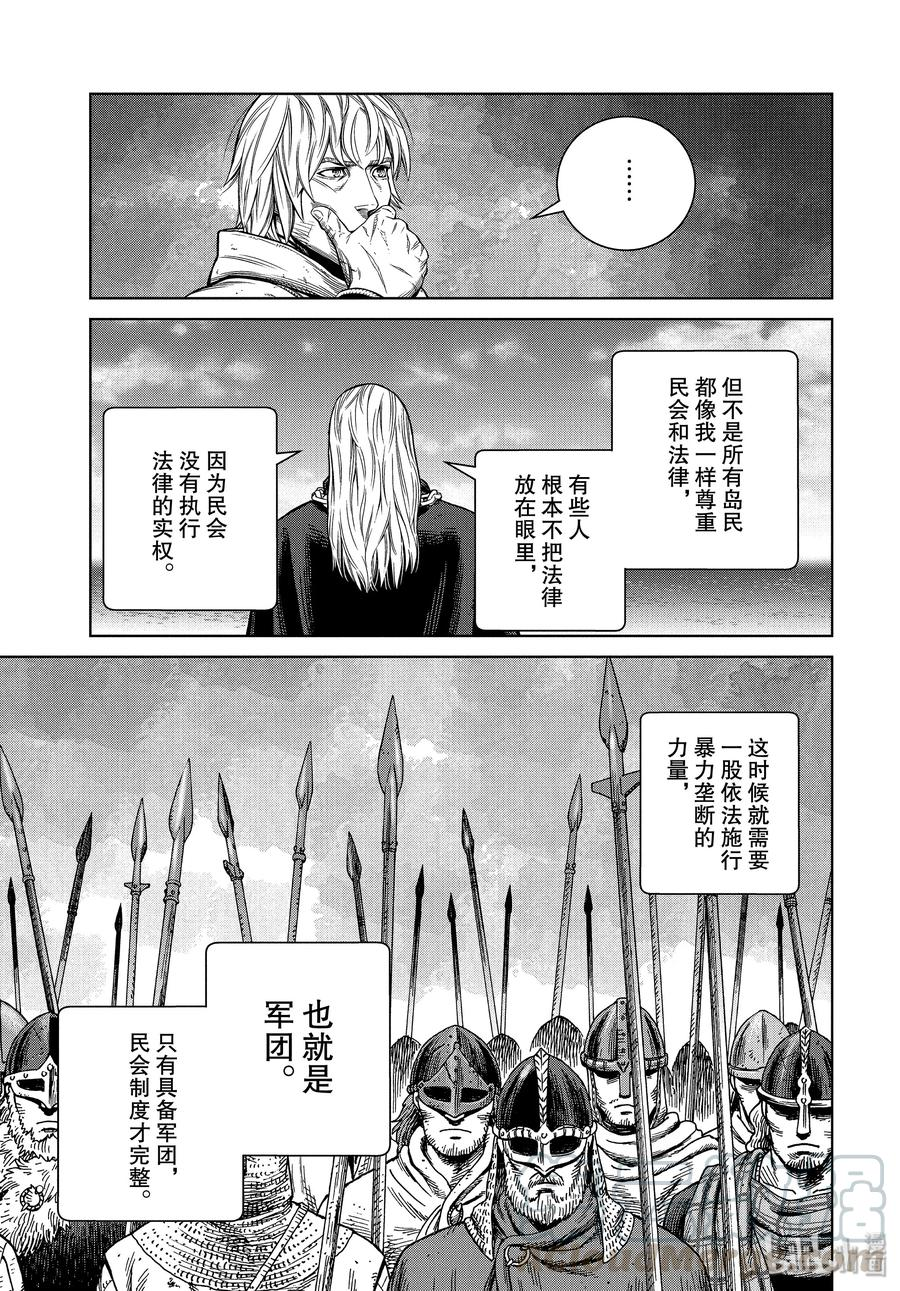 ……
但不是所有岛民
都像我一样尊重
民会和法律，
有些人
根本不把法律
放在眼里，
因为民会
没有执行
法律的实权。
这时候就需要
一股依法施行
暴力垄断的
力量，
也就是
军团。
只有具备军团，
民会制度才完整。